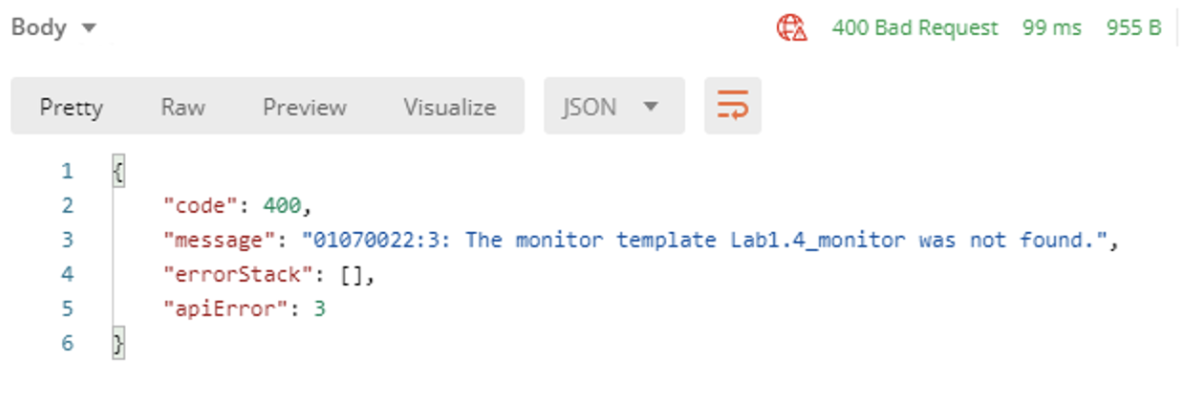 Body 400 Bad Request 99 ms 955 B
Pretty Raw Preview Visualize JSON
1 {
2 "code": 400,
3 "message": "01070022:3: The monitor template Lab1.4_monitor was not found.",
4 "errorStack": [],
5 "apiError": 3
6 }